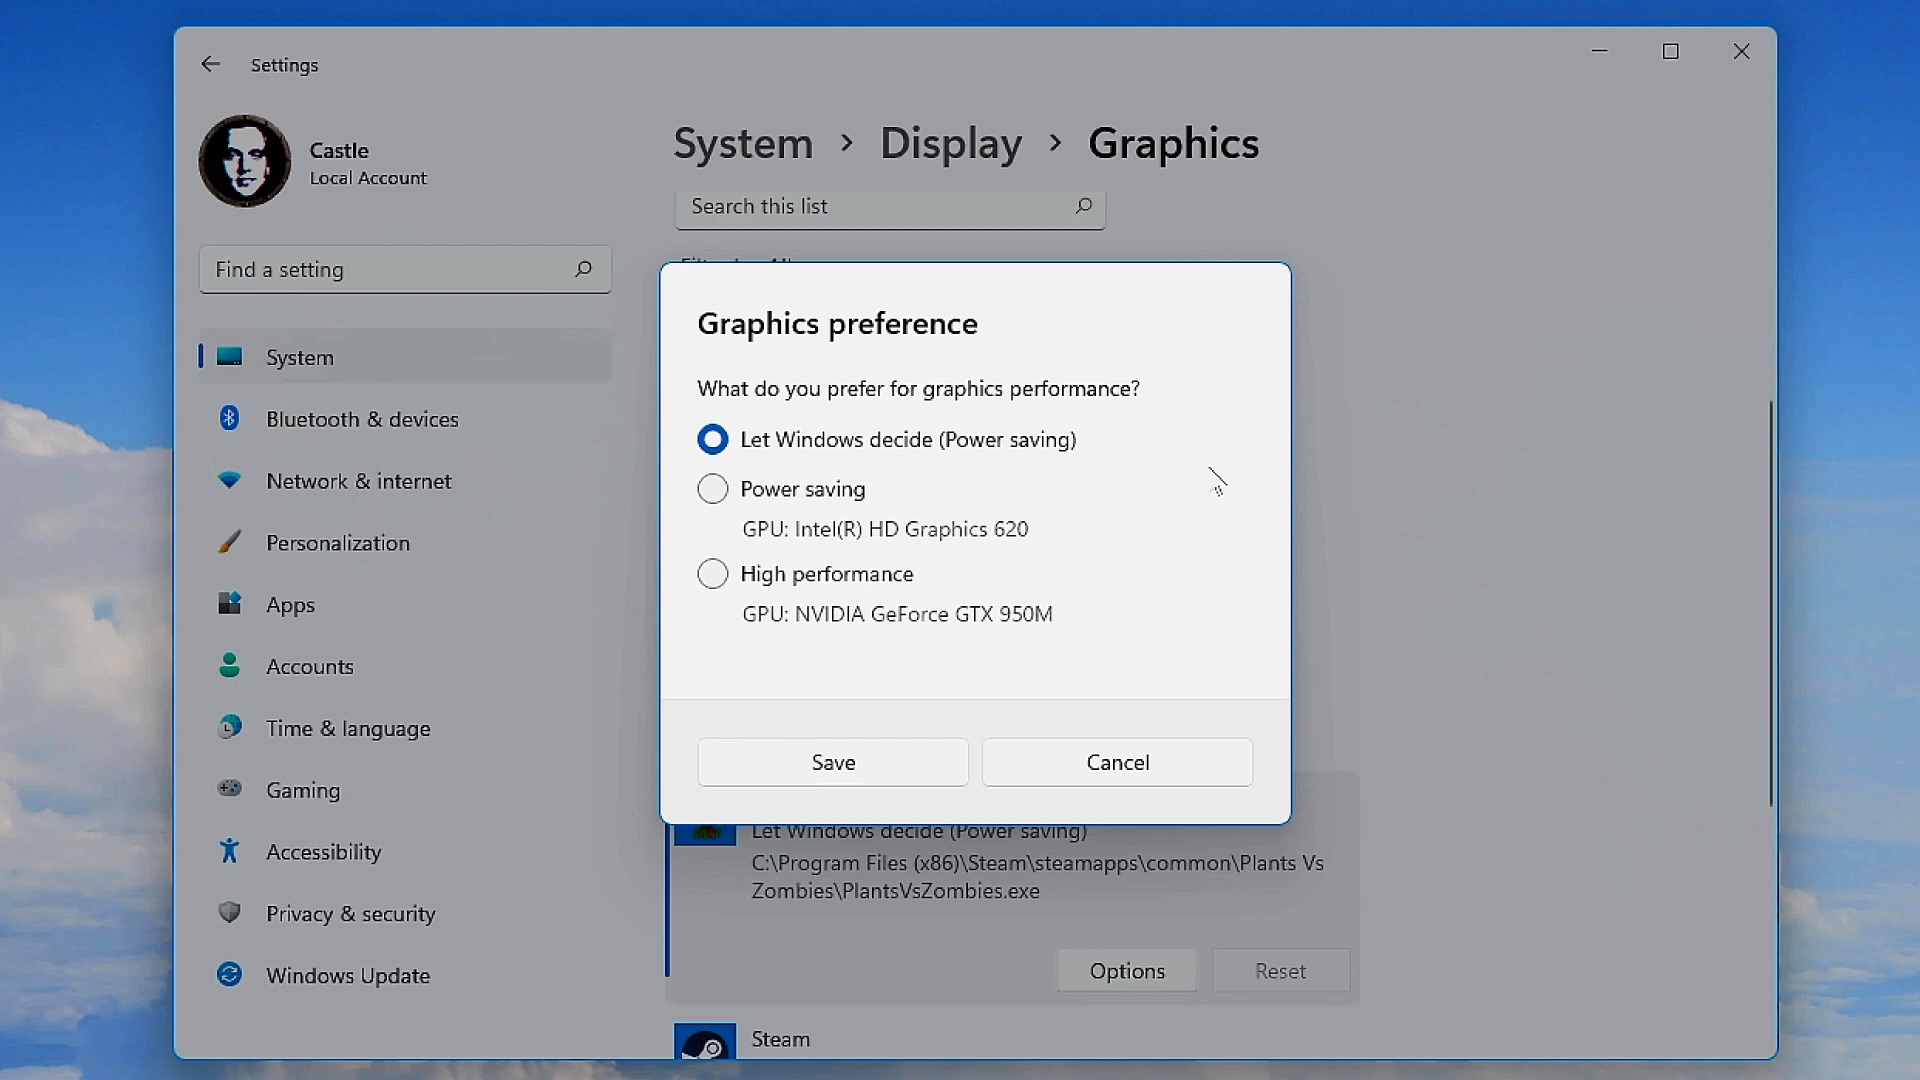 Settings
Castle
Local Account
Find a setting
System
Bluetooth & devices
Network & internet
Personalization
Apps
Accounts
Time & language
Gaming
Accessibility
Privacy & security
Windows Update
System > Display > Graphics
Search this list
Graphics preference
What do you prefer for graphics performance?
Let Windows decide (Power saving)
Power saving
GPU: Intel(R) HD Graphics 620
High performance
GPU: NVIDIA GeForce GTX 950M
Save
Cancel
Let Windows decide (Power saving)
C:\Program Files (x86)\Steam\steamapps\common\Plants Vs
Zombies\PlantsVsZombies.exe
Options
Reset
Steam